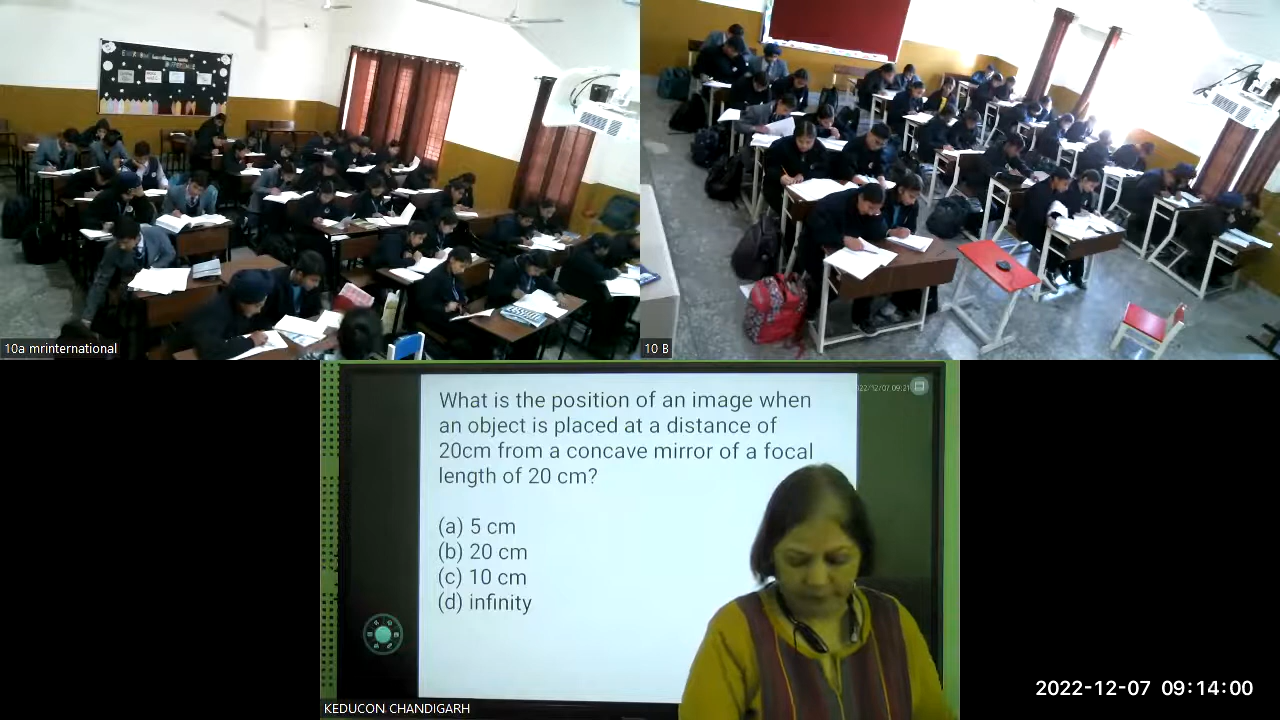 10a mrinternational
10 B
What is the position of an image when
an object is placed at a distance of
20cm from a concave mirror of a focal
length of 20 cm?
(a) 5 cm
(b) 20 cm
(c) 10 cm
(d) infinity
KEDUCON CHANDIGARH
2022-12-07 09:14:00